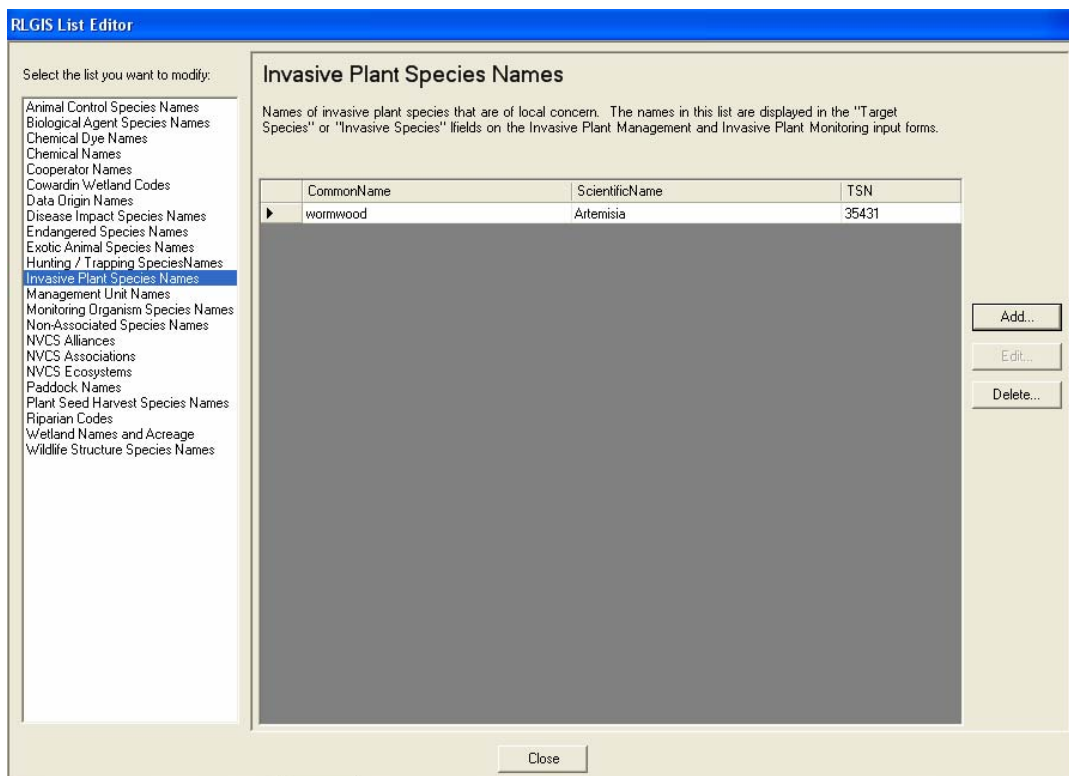 RLGIS List Editor
Select the list you want to modify:
Animal Control Species Names
Biological Agent Species Names
Chemical Dye Names
Chemical Names
Cooperator Names
Cowardin Wetland Codes
Data Origin Names
Disease Impact Species Names
Endangered Species Names
Exotic Animal Species Names
Hunting / Trapping SpeciesNames
Invasive Plant Species Names
Management Unit Names
Monitoring Organism Species Names
Non-Associated Species Names
NVCS Alliances
NVCS Associations
NVCS Ecosystems
Paddock Names
Plant Seed Harvest Species Names
Riparian Codes
Wetland Names and Acreage
Wildlife Structure Species Names
Invasive Plant Species Names
Names of invasive plant species that are of local concern. The names in this list are displayed in the "Target
Species" or "Invasive Species" lfields on the Invasive Plant Management and Invasive Plant Monitoring input forms.
CommonName ScientificName TSN
wormwood Artemisia 35431
Add...
Edit...
Delete...
Close